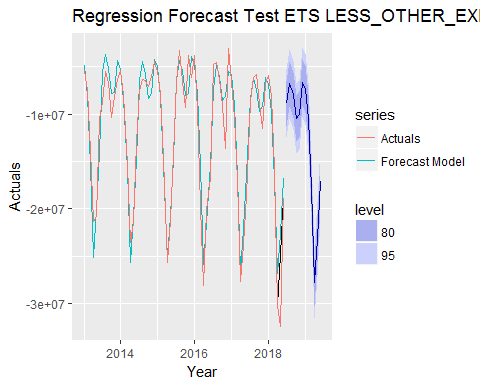 Regression Forecast Test ETS LESS_OTHER_EX
series
Actuals
Forecast Model
level
80
95
Actuals
-1e+07
-2e+07
-3e+07
2014
2016
2018
Year